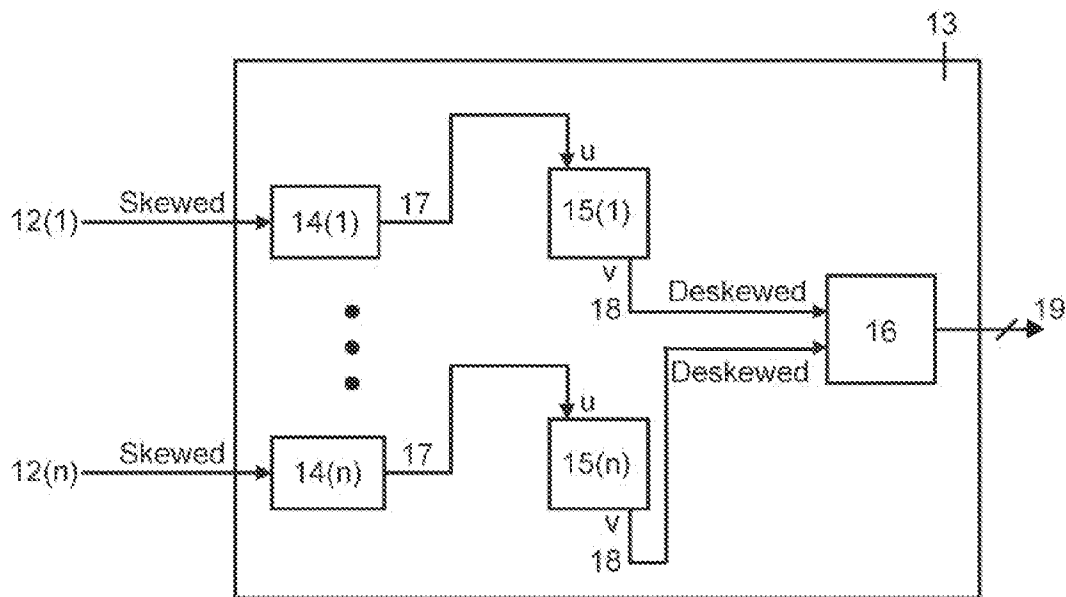 13
u
12(1) Skewed 14(1) 17 15(1)
v
18 Deskewed 16 19
Deskewed
u
12(n) Skewed 14(n) 17 15(n)
v
18